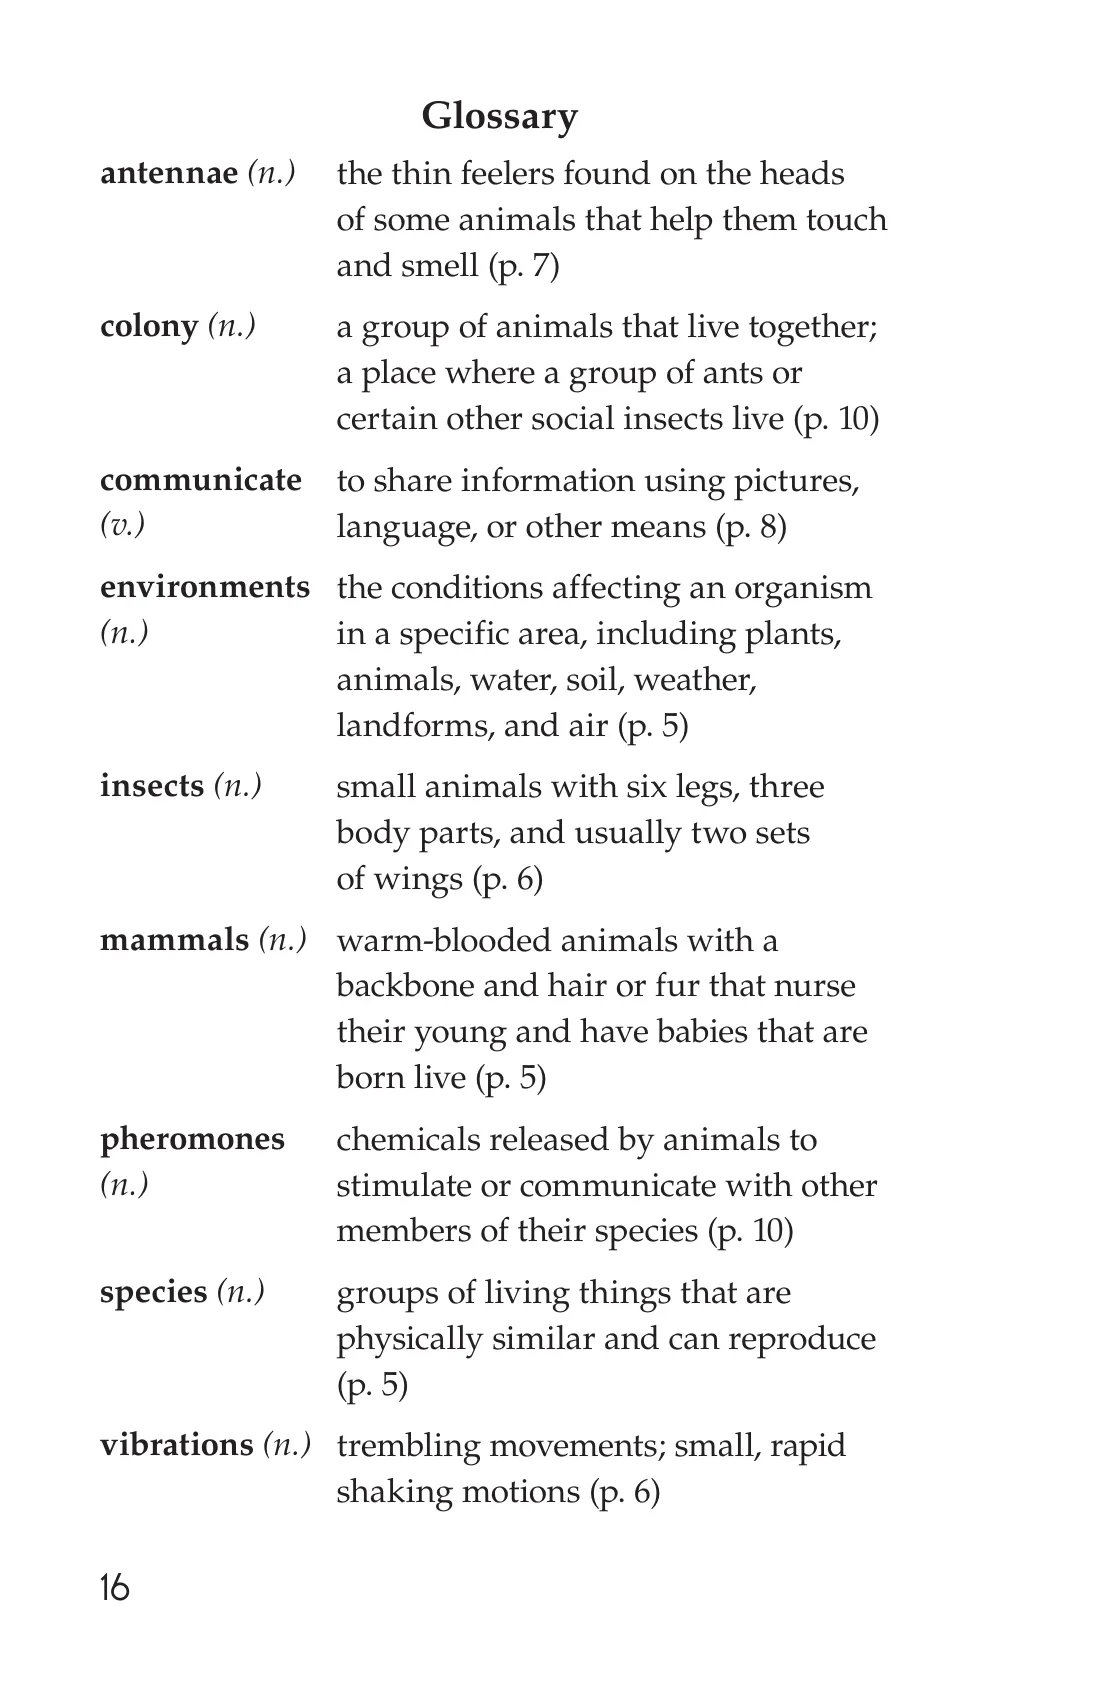 Glossary
antennae (n.) the thin feelers found on the heads
of some animals that help them touch
and smell (p. 7)
colony (n.) a group of animals that live together;
a place where a group of ants or
certain other social insects live (p. 10)
communicate to share information using pictures,
(v.) language, or other means (p. 8)
environments the conditions affecting an organism
(n.) in a specific area, including plants,
animals, water, soil, weather,
landforms, and air (p. 5)
insects (n.) small animals with six legs, three
body parts, and usually two sets
of wings (p. 6)
mammals (n.) warm-blooded animals with a
backbone and hair or fur that nurse
their young and have babies that are
born live (p. 5)
pheromones chemicals released by animals to
(n.) stimulate or communicate with other
members of their species (p. 10)
species (n.) groups of living things that are
physically similar and can reproduce
(p. 5)
vibrations (n.) trembling movements; small, rapid
shaking motions (p. 6)
16